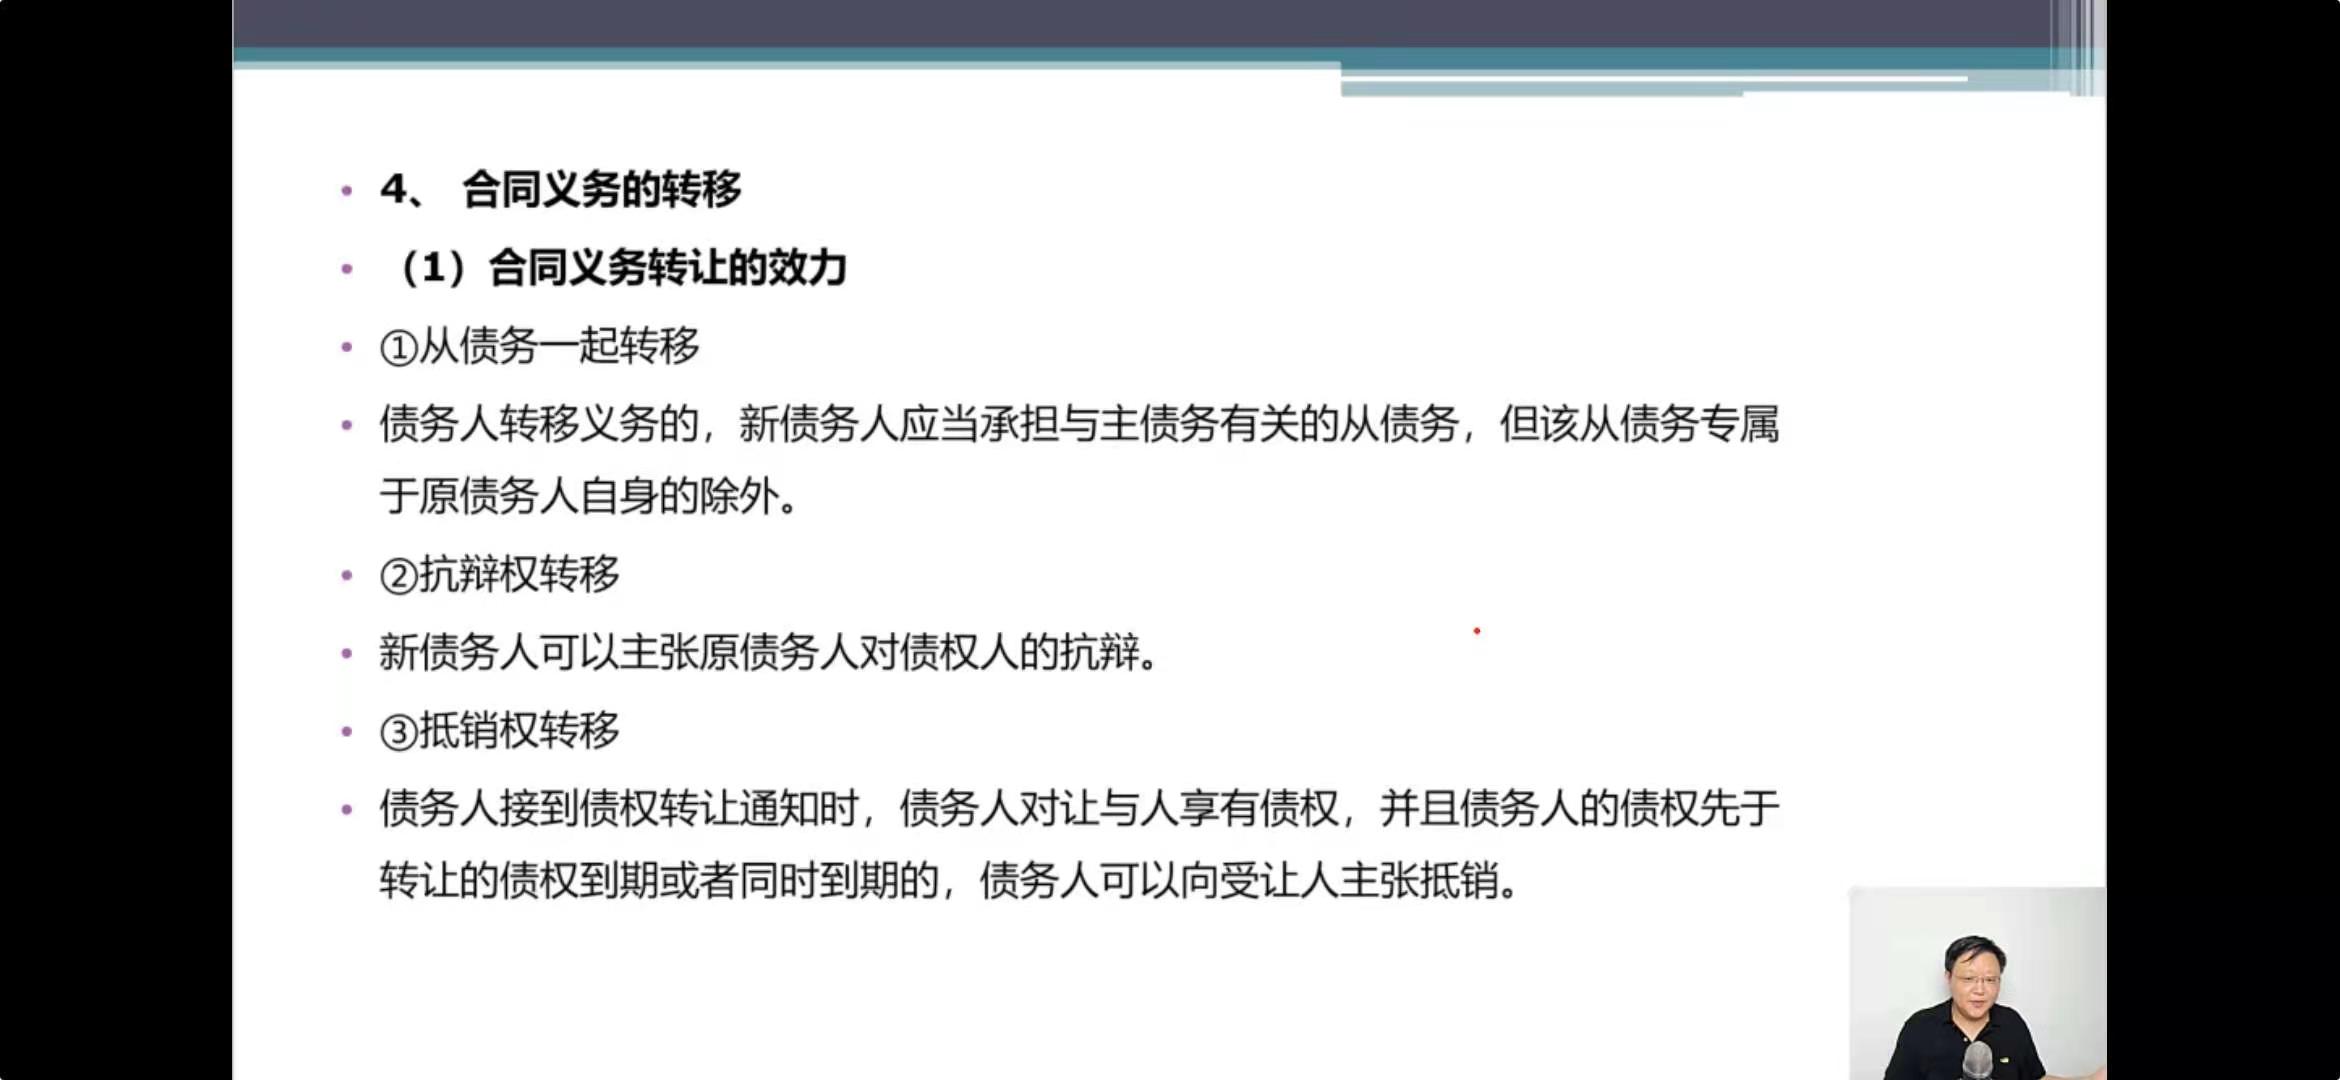 4、 合同义务的转移
（1）合同义务转让的效力
①从债务一起转移
债务人转移义务的，新债务人应当承担与主债务有关的从债务，但该从债务专属
于原债务人自身的除外。
②抗辩权转移
新债务人可以主张原债务人对债权人的抗辩。
③抵销权转移
债务人接到债权转让通知时，债务人对让与人享有债权，并且债务人的债权先于
转让的债权到期或者同时到期的，债务人可以向受让人主张抵销。